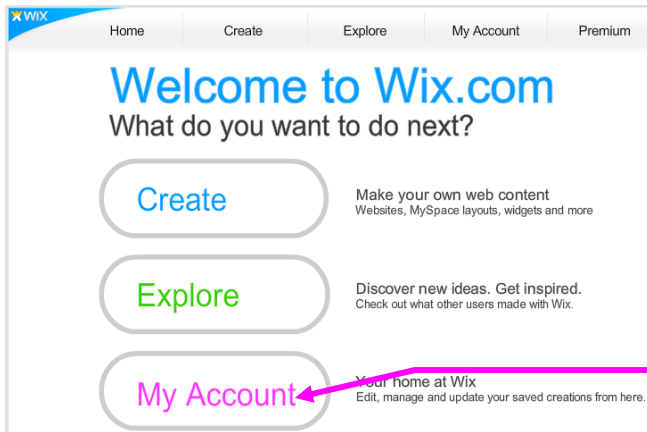 WiX
Home Create Explore My Account Premium
Welcome to Wix.com
What do you want to do next?
Create
Make your own web content
Websites, MySpace layouts, widgets and more
Explore
Discover new ideas. Get inspired.
Check out what other users made with Wix.
My Account
Your home at Wix
Edit, manage and update your saved creations from here.